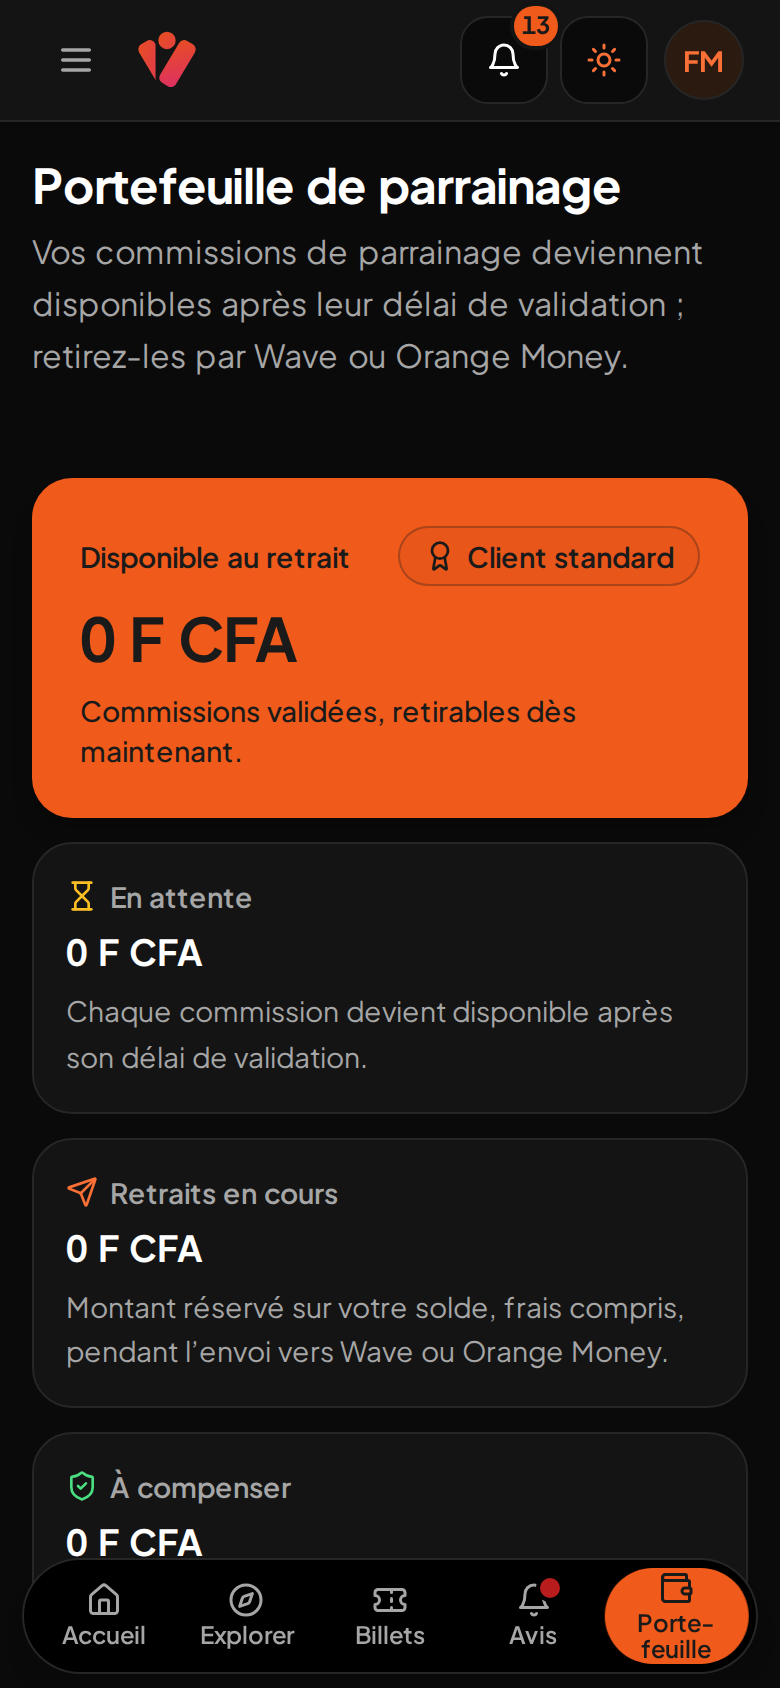 13
FM
Portefeuille de parrainage
Vos commissions de parrainage deviennent
disponibles après leur délai de validation ;
retirez-les par Wave ou Orange Money.
Disponible au retrait
Client standard
0 F CFA
Commissions validées, retirables dès
maintenant.
En attente
0 F CFA
Chaque commission devient disponible après
son délai de validation.
Retraits en cours
0 F CFA
Montant réservé sur votre solde, frais compris,
pendant l’envoi vers Wave ou Orange Money.
À compenser
0 F CFA
Accueil
Explorer
Billets
Avis
Porte-
feuille